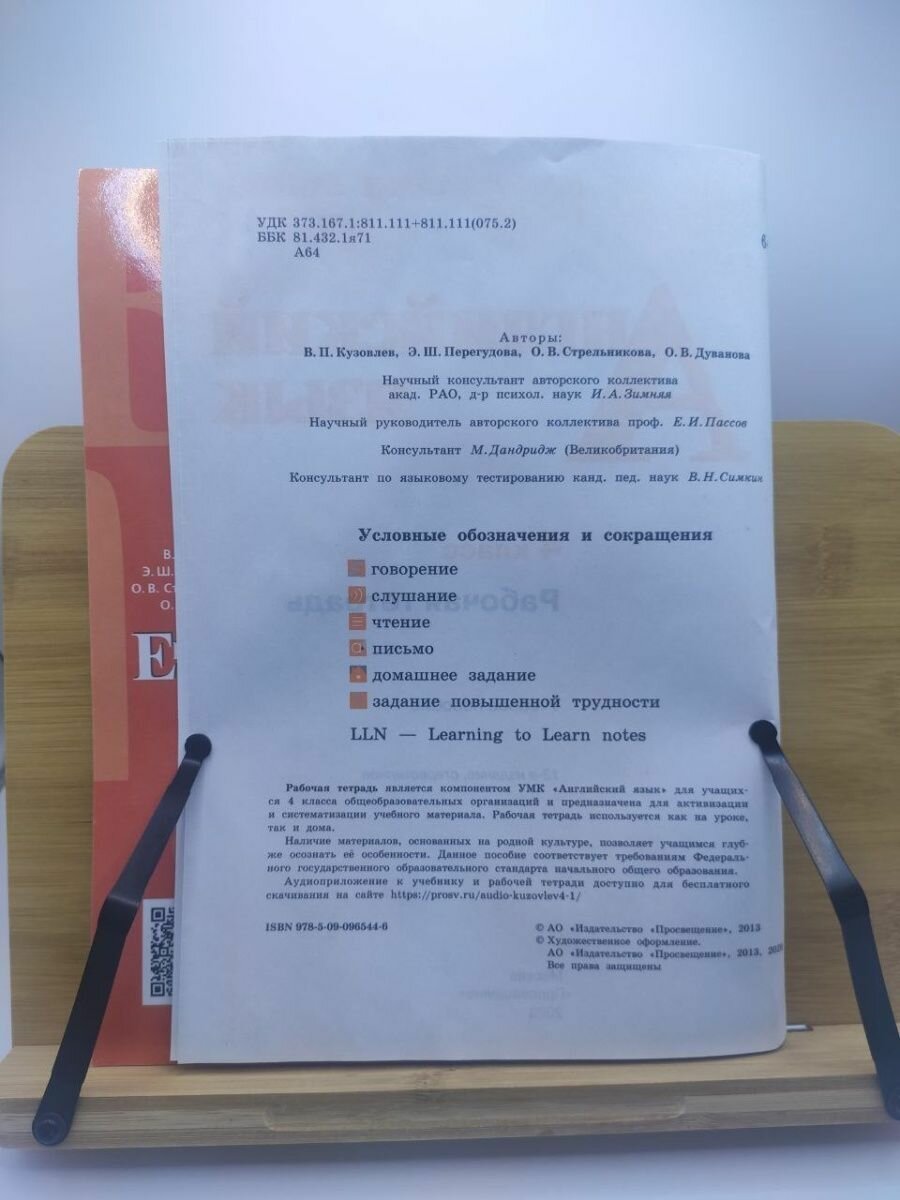 УДК 373.167.1:811.111+811.111(075.2)
ББК 81.432.1я71
А64
Авторы:
В. П. Кузовлев, Э. Ш. Перегудова, О. В. Стрельникова, О. В. Дуванова
Научный консультант авторского коллектива
акад. РАО, д-р психол. наук И. А. Зимняя
Научный руководитель авторского коллектива проф. Е. И. Пассов
Консультант М. Дандридж (Великобритания)
Консультант по языковому тестированию канд. пед. наук В. Н. Симкин
Условные обозначения и сокращения
говорение
слушание
чтение
письмо
домашнее задание
задание повышенной трудности
LLN — Learning to Learn notes
Рабочая тетрадь является компонентом УМК «Английский язык» для учащих-
ся 4 класса общеобразовательных организаций и предназначена для активизации
и систематизации учебного материала. Рабочая тетрадь используется как на уроке,
так и дома.
Наличие материалов, основанных на родной культуре, позволяет учащимся глуб-
же осознать её особенности. Данное пособие соответствует требованиям Федераль-
ного государственного образовательного стандарта начального общего образования.
Аудиоприложение к учебнику и рабочей тетради доступно для бесплатного
скачивания на сайте https://prosv.ru/audio-kuzovlev4-1/
ISBN 978-5-09-096544-6
© АО «Издательство «Просвещение», 2013
© Художественное оформление.
АО «Издательство «Просвещение», 2013,
Все права защищены
В.
Э. Ш.
О. В. Ст
О.